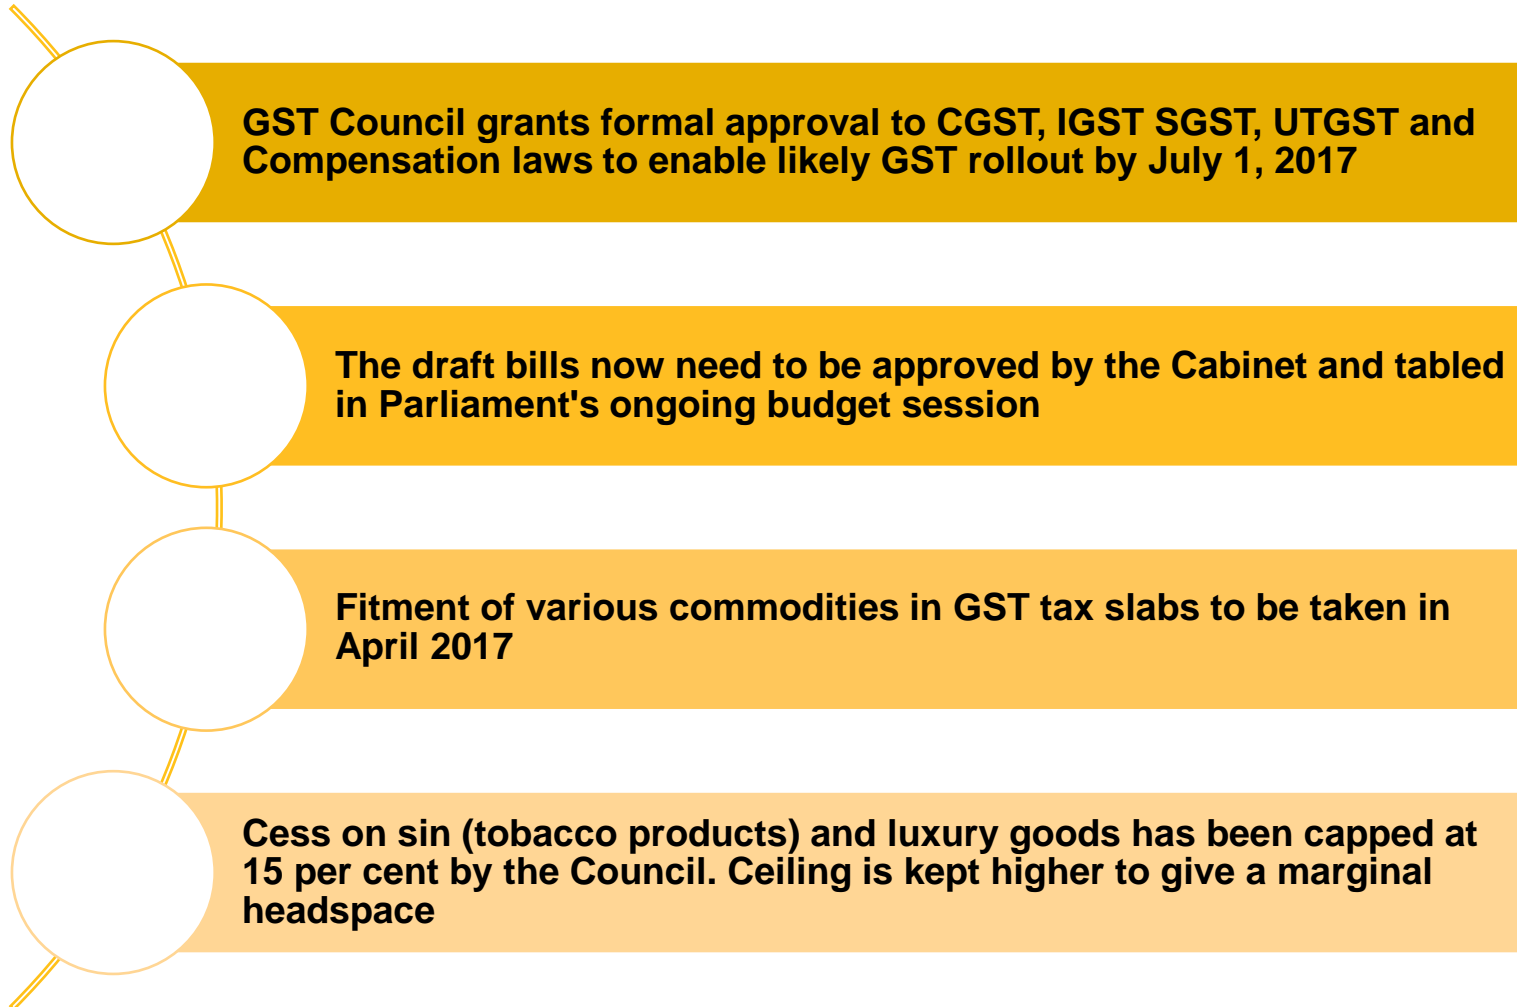 GST Council grants formal approval to CGST, IGST SGST, UTGST and
Compensation laws to enable likely GST rollout by July 1, 2017
The draft bills now need to be approved by the Cabinet and tabled
in Parliament's ongoing budget session
Fitment of various commodities in GST tax slabs to be taken in
April 2017
Cess on sin (tobacco products) and luxury goods has been capped at
15 per cent by the Council. Ceiling is kept higher to give a marginal
headspace